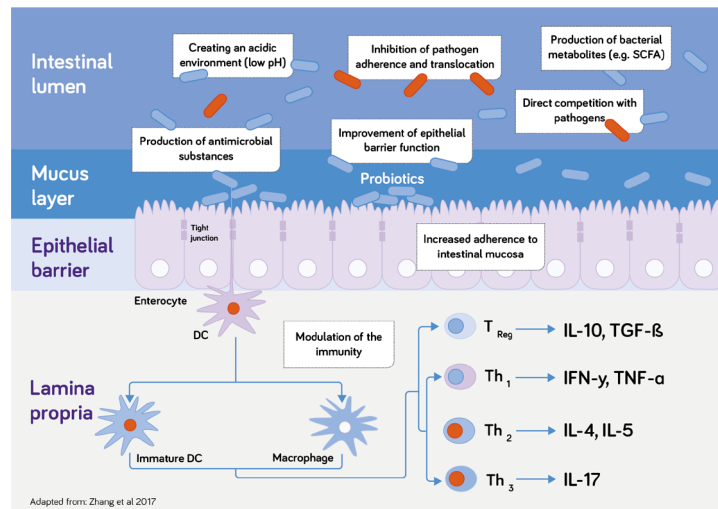 Intestinal
lumen
Creating an acidic
environment (low pH)
Inhibition of pathogen
adherence and translocation
Production of bacterial
metabolites (e.g. SCFA)
Direct competition with
pathogens
Production of antimicrobial
substances
Improvement of epithelial
barrier function
Mucus
layer
Probiotics
Epithelial
barrier
Tight
junction
Increased adherence to
intestinal mucosa
Enterocyte
DC
Modulation of the
immunity
Lamina
propria
Immature DC
Macrophage
T Reg
IL-10, TGF-ß
Th 1
IFN-y, TNF-a
Th 2
IL-4, IL-5
Th 3
IL-17
Adapted from: Zhang et al 2017